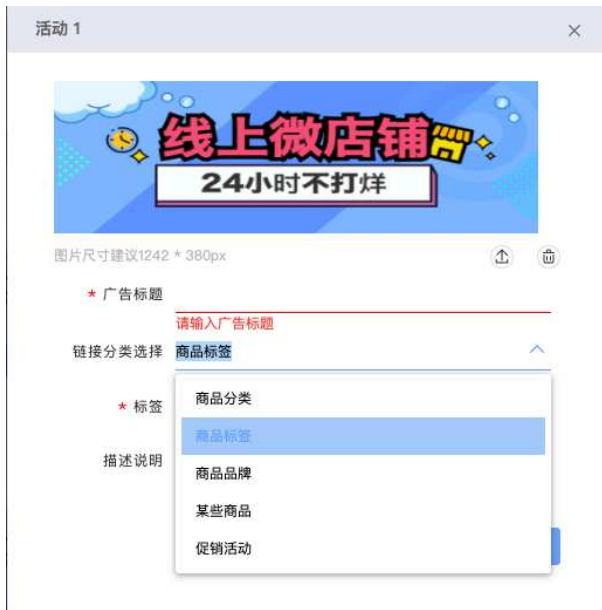 活动 1
线上微店铺
24小时不打烊
图片尺寸建议1242 * 380px
* 广告标题
请输入广告标题
链接分类选择 商品标签
* 标签
描述说明
商品分类
商品标签
商品品牌
某些商品
促销活动